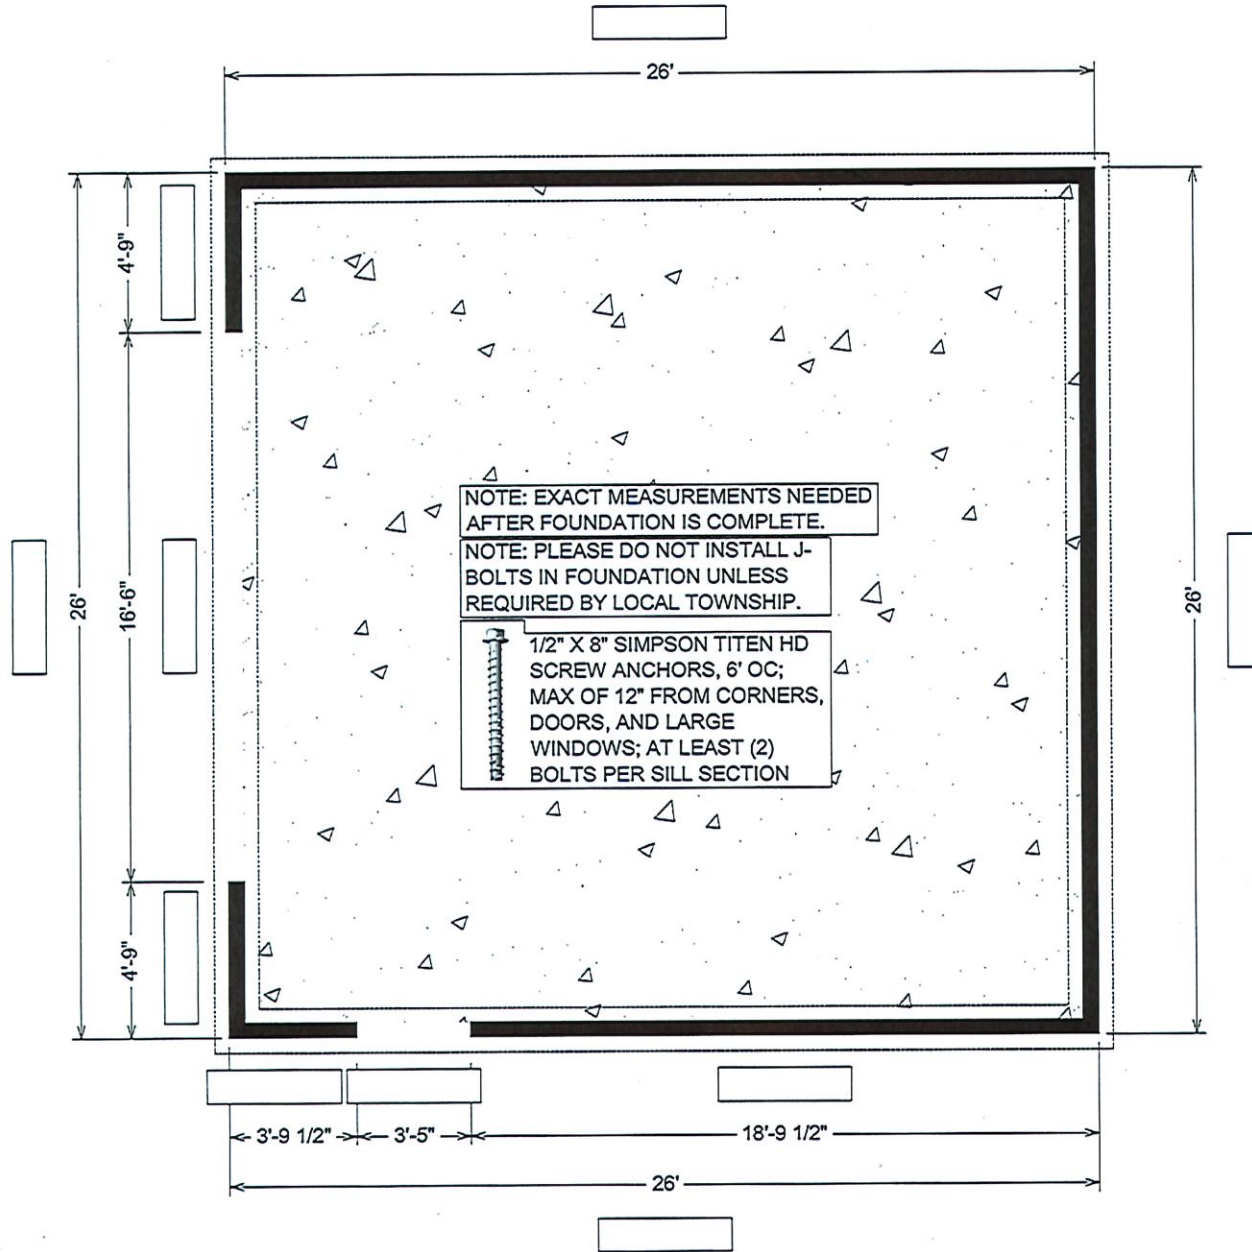 26'
26'
4'-9"
16'-6"
4'-9"
26'
NOTE: EXACT MEASUREMENTS NEEDED
AFTER FOUNDATION IS COMPLETE.
NOTE: PLEASE DO NOT INSTALL J-
BOLTS IN FOUNDATION UNLESS
REQUIRED BY LOCAL TOWNSHIP.
1/2" X 8" SIMPSON TITEN HD
SCREW ANCHORS, 6' OC;
MAX OF 12" FROM CORNERS,
DOORS, AND LARGE
WINDOWS; AT LEAST (2)
BOLTS PER SILL SECTION
3'-9 1/2"
3'-5"
18'-9 1/2"
26'